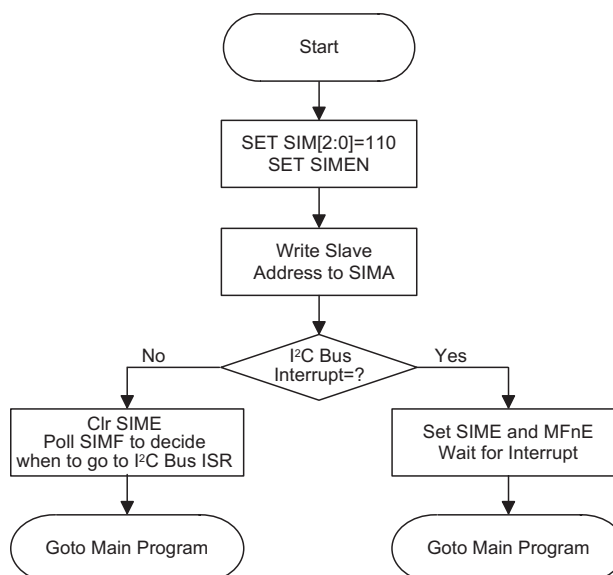 Start
SET SIM[2:0]=110
SET SIMEN
Write Slave
Address to SIMA
I²C Bus
Interrupt=?
No
Yes
Clr SIME
Poll SIMF to decide
when to go to I²C Bus ISR
Set SIME and MFnE
Wait for Interrupt
Goto Main Program
Goto Main Program